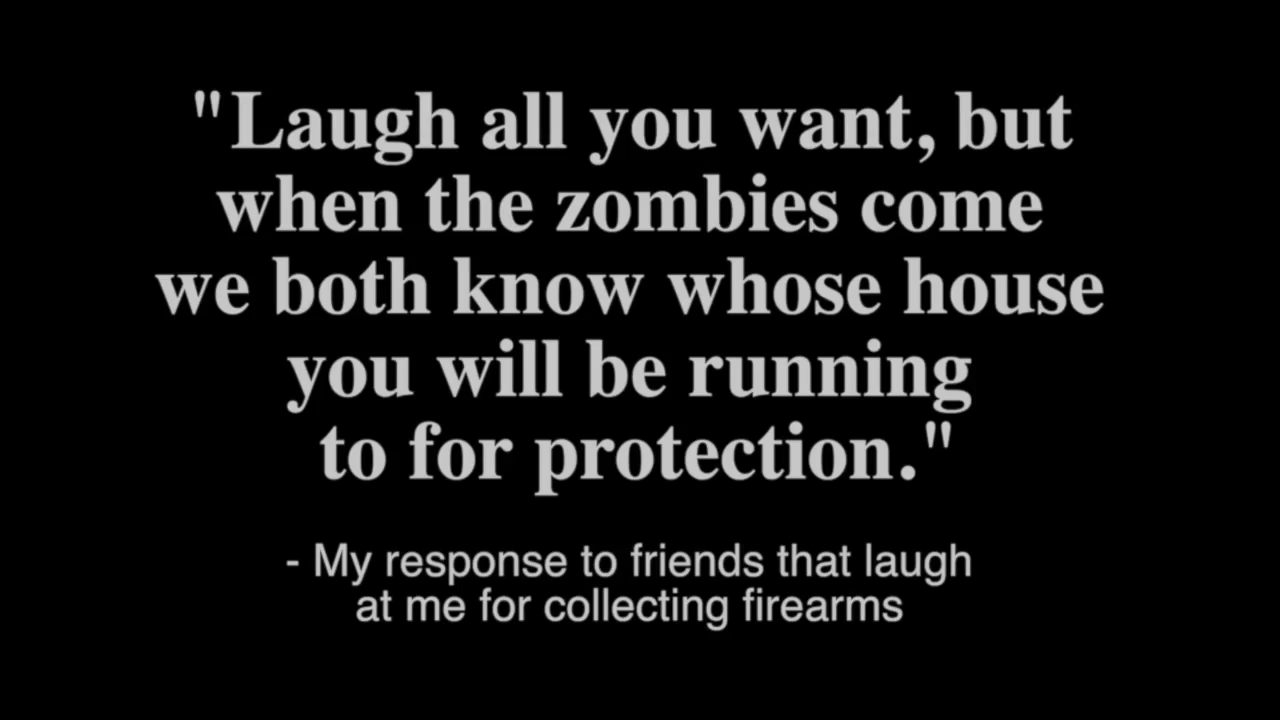 "Laugh all you want, but
when the zombies come
we both know whose house
you will be running
to for protection."
- My response to friends that laugh
at me for collecting firearms